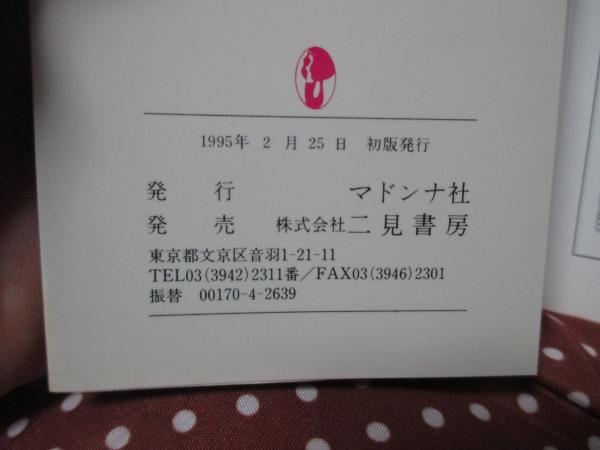 1995年 2 月 25 日 初版発行
発 行 マドンナ社
発 売 株式会社 二見書房
東京都文京区音羽1-21-11
TEL03(3942)2311番/FAX03(3946)2301
振替 00170-4-2639